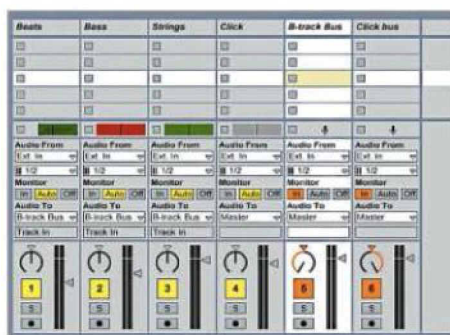 Beats Bass Strings Click B-track Bus Click bus
Audio From Audio From Audio From Audio From Audio From Audio From
Ext. In Ext. In Ext. In Ext. In Ext. In Ext. In
1/2 1/2 1/2 1/2 1/2 1/2
Monitor Monitor Monitor Monitor Monitor Monitor
In Auto Off In Auto Off In Auto Off In Auto Off In Auto Off In Auto Off
Audio To Audio To Audio To Audio To Audio To Audio To
B-track Bus B-track Bus B-track Bus Master Master Master
Track In Track In Track In
1 2 3 4 5 6
S S S S S S